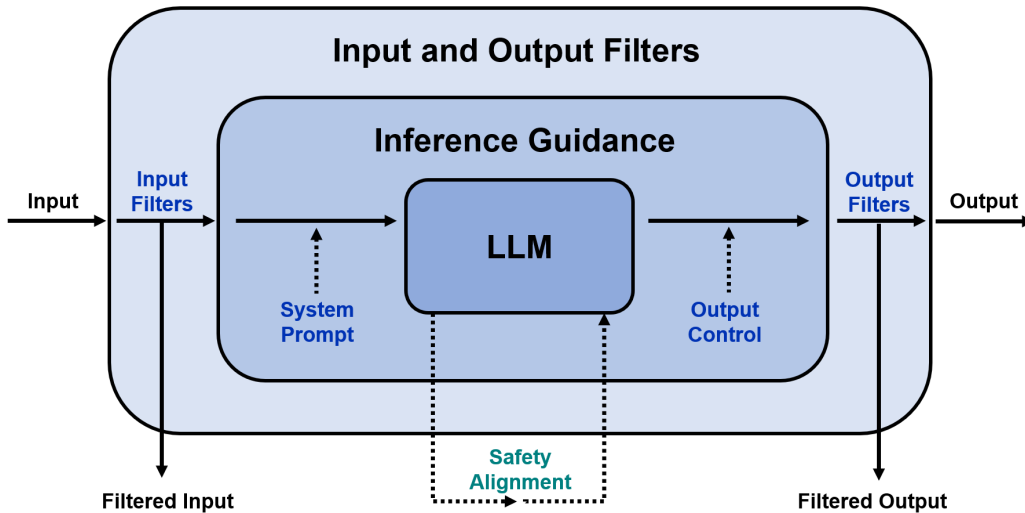 Input and Output Filters
Inference Guidance
Input
Input
Filters
LLM
Output
Filters
Output
System
Prompt
Output
Control
Safety
Alignment
Filtered Input
Filtered Output